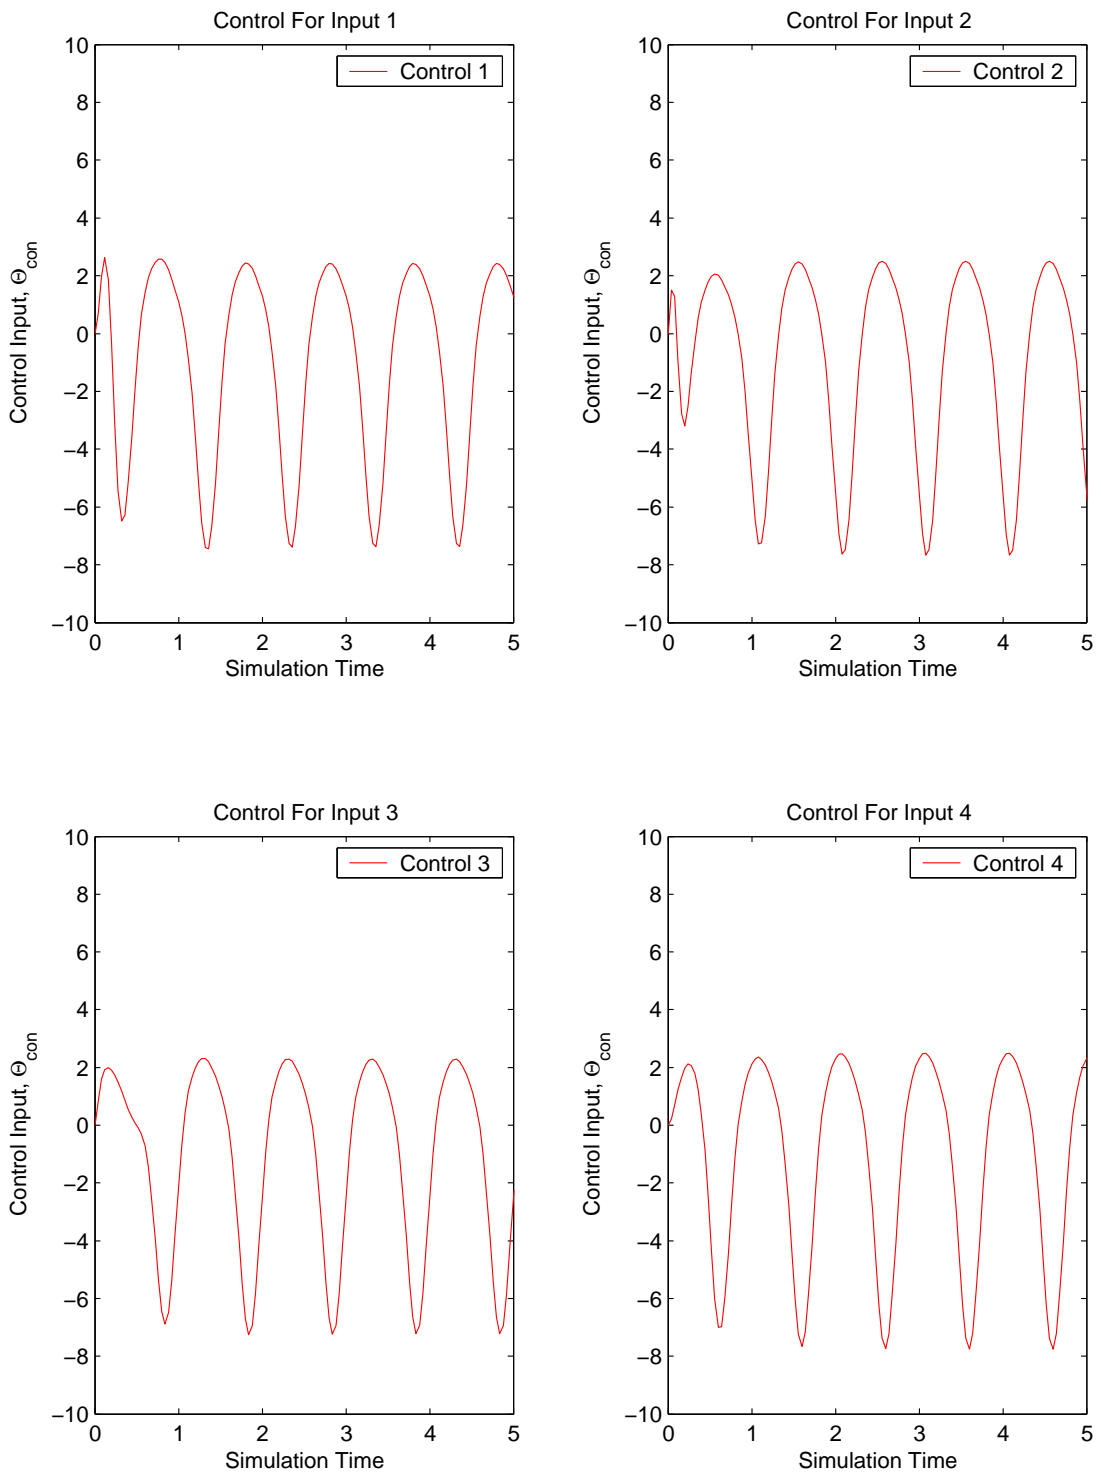 Control For Input 1
10
8
6
4
2
0
−2
−4
−6
−8
−10
0 1 2 3 4 5
Control 1
Control Input, Θcon
Simulation Time
Control For Input 2
10
8
6
4
2
0
−2
−4
−6
−8
−10
0 1 2 3 4 5
Control 2
Control Input, Θcon
Simulation Time
Control For Input 3
10
8
6
4
2
0
−2
−4
−6
−8
−10
0 1 2 3 4 5
Control 3
Control Input, Θcon
Simulation Time
Control For Input 4
10
8
6
4
2
0
−2
−4
−6
−8
−10
0 1 2 3 4 5
Control 4
Control Input, Θcon
Simulation Time